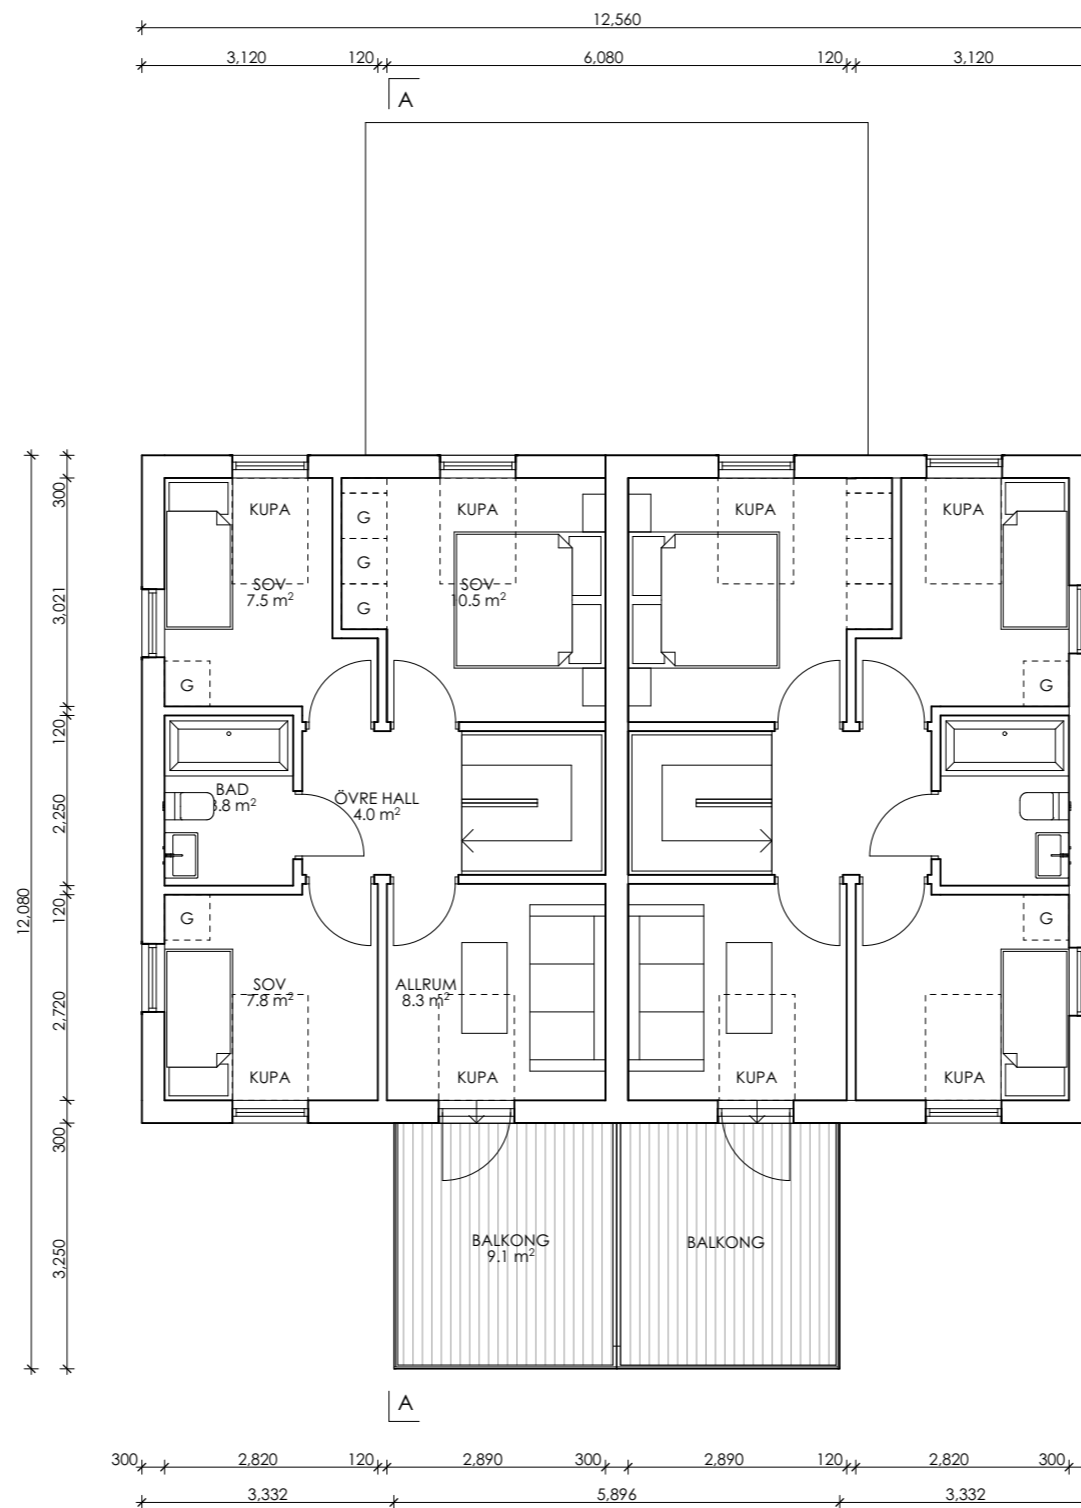 12,560
3,120 120 6,080 120 3,120
A
300
3,021
120
2,250
120
2,720
300
3,250
12,080
KUPA KUPA KUPA KUPA
G
G
G
SOV
7.5 m²
SOV
10.5 m²
G G
BAD
3.8 m²
ÖVRE HALL
4.0 m²
G G
SOV
7.8 m²
ALLRUM
8.3 m²
KUPA KUPA KUPA KUPA
BALKONG
9.1 m²
BALKONG
A
300 2,820 120 2,890 300 2,890 120 2,820 300
3,332 5,896 3,332